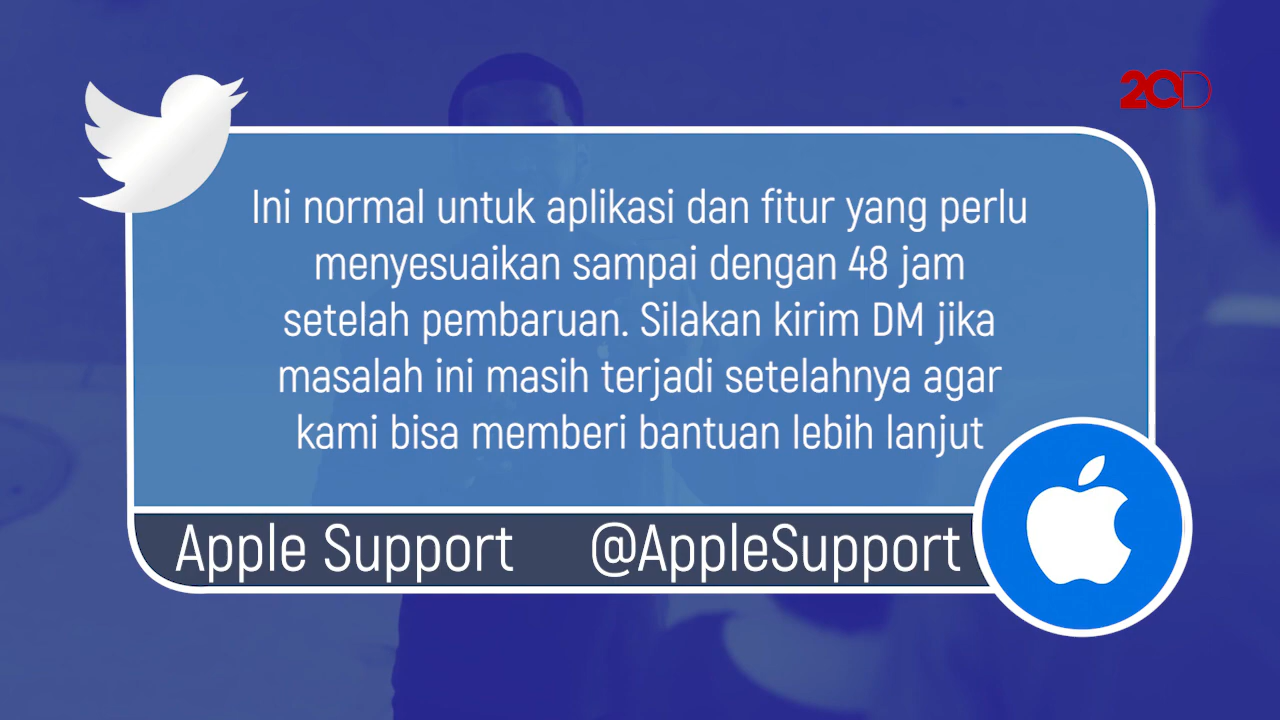 20D
Ini normal untuk aplikasi dan fitur yang perlu
menyesuaikan sampai dengan 48 jam
setelah pembaruan. Silakan kirim DM jika
masalah ini masih terjadi setelahnya agar
kami bisa memberi bantuan lebih lanjut
Apple Support @AppleSupport